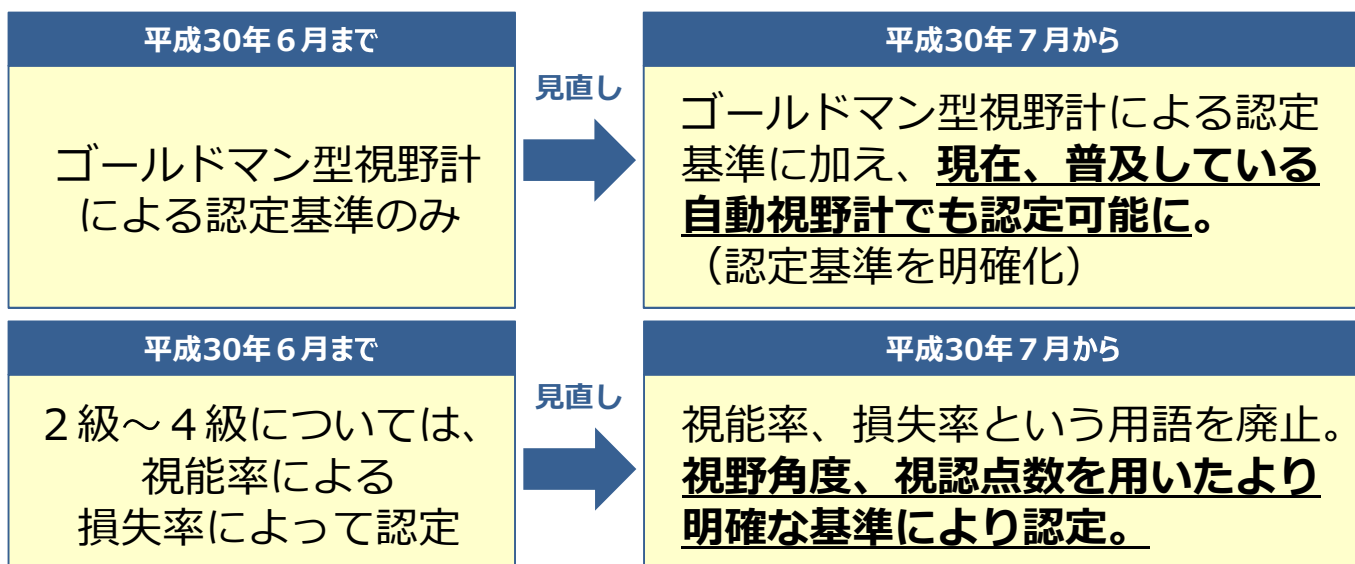 平成30年6月まで
ゴールドマン型視野計
による認定基準のみ
見直し
平成30年7月から
ゴールドマン型視野計による認定
基準に加え、現在、普及している
自動視野計でも認定可能に。
(認定基準を明確化)
平成30年6月まで
2級～4級については、
視能率による
損失率によって認定
見直し
平成30年7月から
視能率、損失率という用語を廃止。
視野角度、視認点数を用いたより
明確な基準により認定。